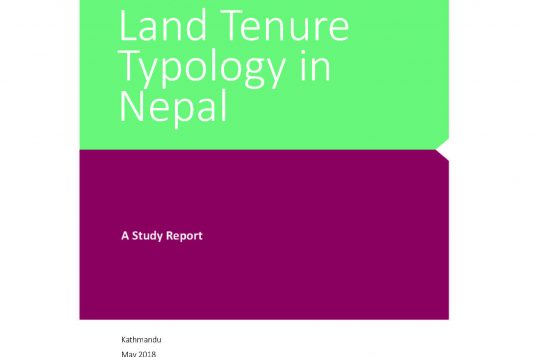 Land Tenure
Typology in
Nepal
A Study Report
Kathmandu
May 2018